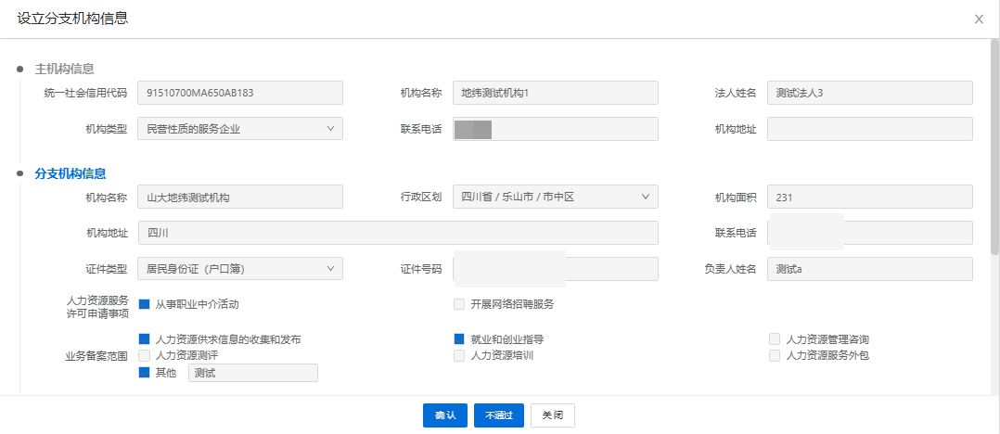 设立分支机构信息
主机构信息
统一社会信用代码 91510700MA650AB183 机构名称 地纬测试机构1 法人姓名 测试法人3
机构类型 民营性质的服务企业 联系电话 机构地址
分支机构信息
机构名称 山大地纬测试机构 行政区划 四川省 / 乐山市 / 市中区 机构面积 231
机构地址 四川 联系电话
证件类型 居民身份证（户口簿） 证件号码 负责人姓名 测试a
人力资源服务
许可申请事项 从事职业中介活动 开展网络招聘服务
人力资源供求信息的收集和发布 就业和创业指导 人力资源管理咨询
业务备案范围 人力资源测评 人力资源培训 人力资源服务外包
其他 测试
确认 不通过 关闭